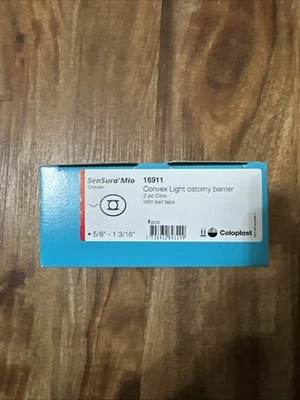 SenSura® Mio
Convex
16911
Convex Light ostomy barrier
2-pc Click
With belt tabs
5 pcs
• 5/8" - 1 3/16"
Coloplast